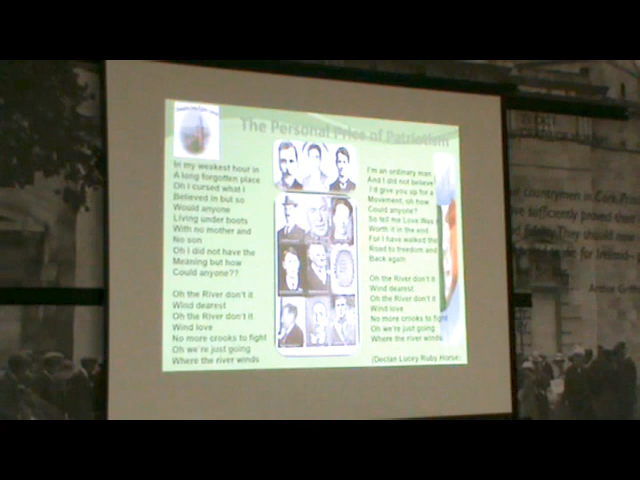 The Personal Price of Patriotism
In my weakest hour in
A long forgotten place
Oh I cursed what I
Believed in but so
Would anyone
Living under boots
With no mother and
No son
Oh I did not have the
Meaning but how
Could anyone??
Oh the River don't it
Wind dearest
Oh the River don't it
Wind love
No more crooks to fight
Oh we're just going
Where the river winds
I'm an ordinary man
And I did not believe
I'd give you up for a
Movement, oh how
Could anyone?
So tell me Love Was
Worth it in the end
For I have walked the
Road to freedom and
Back again
Oh the River don't it
Wind dearest
Oh the River don't it
Wind love
No more crooks to fight
Oh we're just going
Where the river winds
(Declan Lucey Ruby Horse)
countrymen in Cork
sufficiently proved their
They should
for Ireland
Arthur